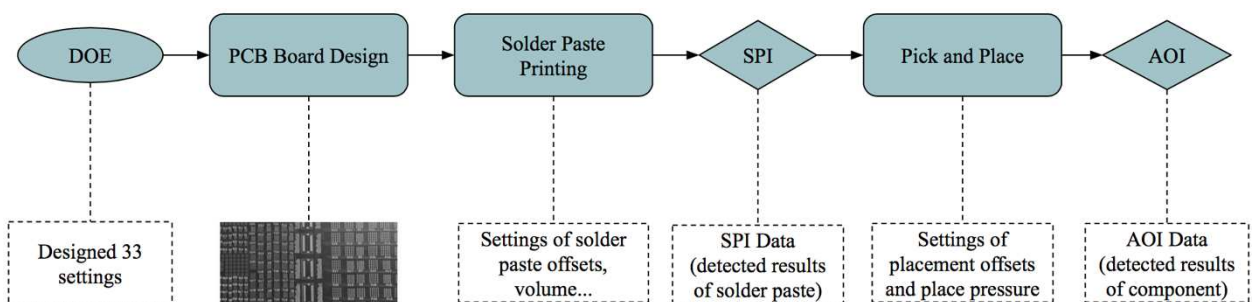 DOE
PCB Board Design
Solder Paste
Printing
SPI
Pick and Place
AOI
Designed 33
settings
Settings of solder
paste offsets,
volume...
SPI Data
(detected results
of solder paste)
Settings of
placement offsets
and place pressure
AOI Data
(detected results
of component)